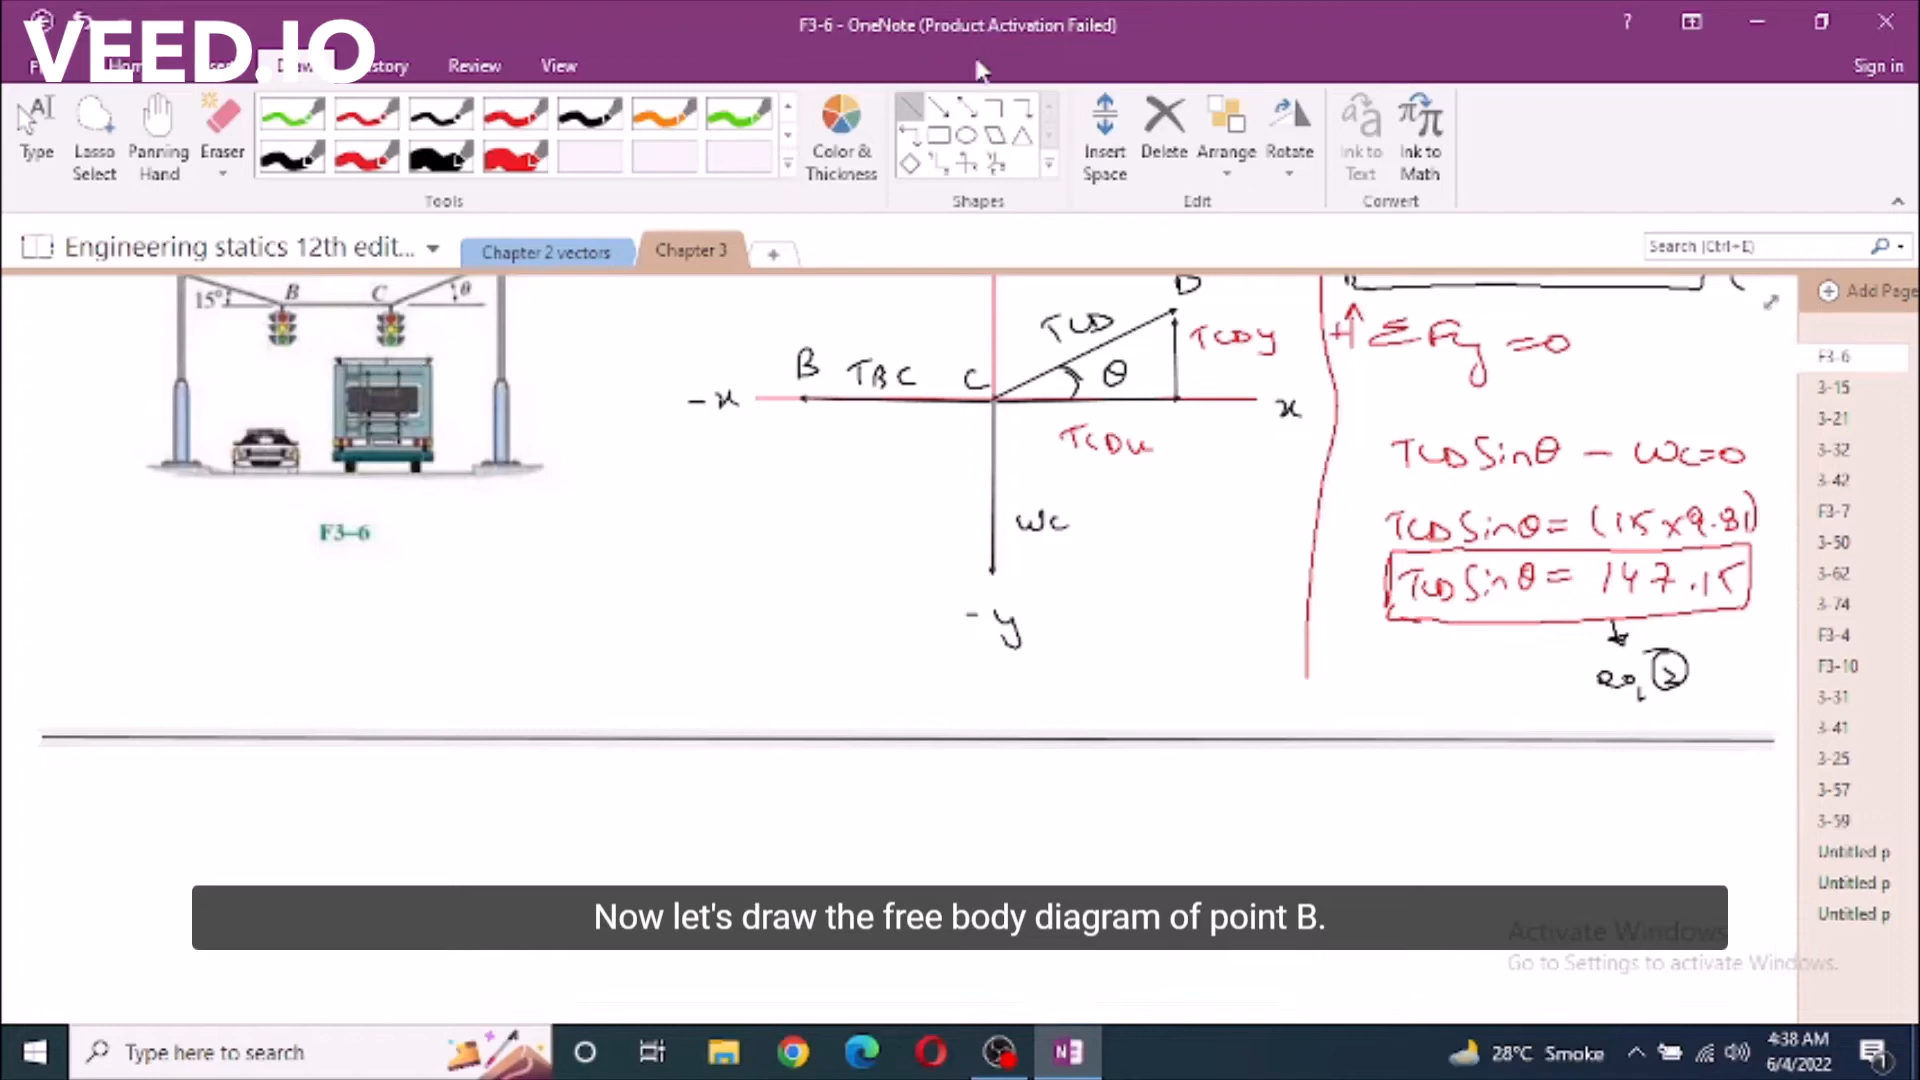 VEED.IO
F3-6 - OneNote (Product Activation Failed)
?
Review
View
Sign in
Type
Lasso Select
Panning Hand
Eraser
Color & Thickness
Insert Space
Delete
Arrange
Rotate
Ink to Text
Ink to Math
Tools
Shapes
Edit
Convert
Engineering statics 12th edit...
Chapter 2 vectors
Chapter 3
Search (Ctrl+E)
Add Page
15°
B
C
θ
F3–6
D
TCD
TCDy
B
TBC
C
θ
-x
x
TCDx
WC
-y
ΣFy =0
TCD Sinθ - WC=0
TCD Sinθ = (15×9.81)
TCD Sinθ = 147.15
eq, 2
F3-6
3-15
3-21
3-32
3-42
F3-7
3-50
3-62
3-74
F3-4
F3-10
3-31
3-41
3-25
3-57
3-59
Untitled p
Untitled p
Untitled p
Now let's draw the free body diagram of point B.
Activate Windows
Go to Settings to activate Windows.
Type here to search
28°C Smoke
4:38 AM
6/4/2022